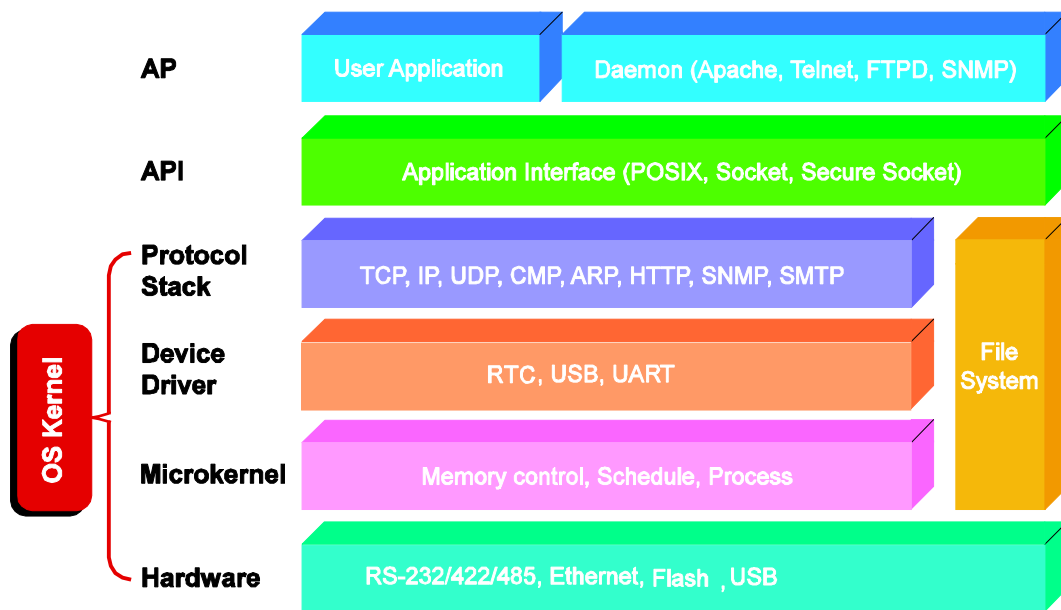 AP
User Application
Daemon (Apache, Telnet, FTPD, SNMP)
API
Application Interface (POSIX, Socket, Secure Socket)
Protocol
Stack
TCP, IP, UDP, CMP, ARP, HTTP, SNMP, SMTP
OS Kernel
Device
Driver
RTC, USB, UART
File
System
Microkernel
Memory control, Schedule, Process
Hardware
RS-232/422/485, Ethernet, Flash , USB